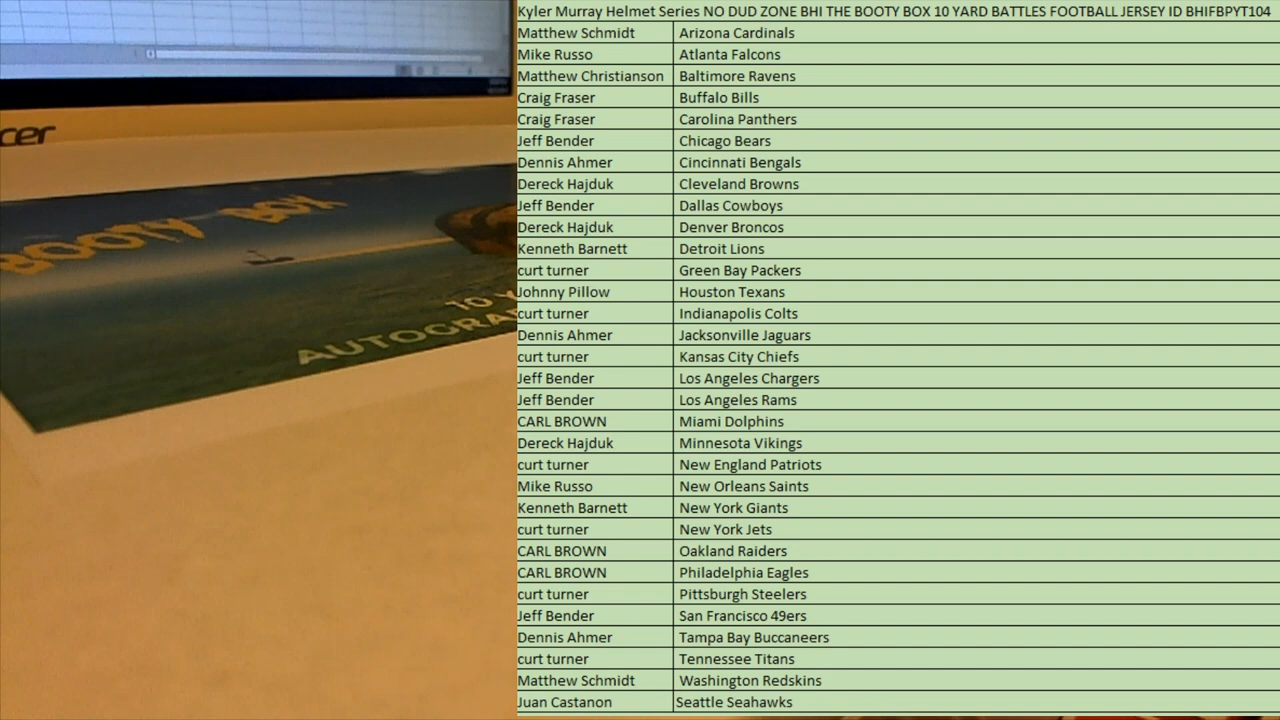 cer
BOOTY BOX
10 Y
AUTOGRA
Kyler Murray Helmet Series NO DUD ZONE BHI THE BOOTY BOX 10 YARD BATTLES FOOTBALL JERSEY ID BHIFBPYT104
Matthew Schmidt Arizona Cardinals
Mike Russo Atlanta Falcons
Matthew Christianson Baltimore Ravens
Craig Fraser Buffalo Bills
Craig Fraser Carolina Panthers
Jeff Bender Chicago Bears
Dennis Ahmer Cincinnati Bengals
Dereck Hajduk Cleveland Browns
Jeff Bender Dallas Cowboys
Dereck Hajduk Denver Broncos
Kenneth Barnett Detroit Lions
curt turner Green Bay Packers
Johnny Pillow Houston Texans
curt turner Indianapolis Colts
Dennis Ahmer Jacksonville Jaguars
curt turner Kansas City Chiefs
Jeff Bender Los Angeles Chargers
Jeff Bender Los Angeles Rams
CARL BROWN Miami Dolphins
Dereck Hajduk Minnesota Vikings
curt turner New England Patriots
Mike Russo New Orleans Saints
Kenneth Barnett New York Giants
curt turner New York Jets
CARL BROWN Oakland Raiders
CARL BROWN Philadelphia Eagles
curt turner Pittsburgh Steelers
Jeff Bender San Francisco 49ers
Dennis Ahmer Tampa Bay Buccaneers
curt turner Tennessee Titans
Matthew Schmidt Washington Redskins
Juan Castanon Seattle Seahawks